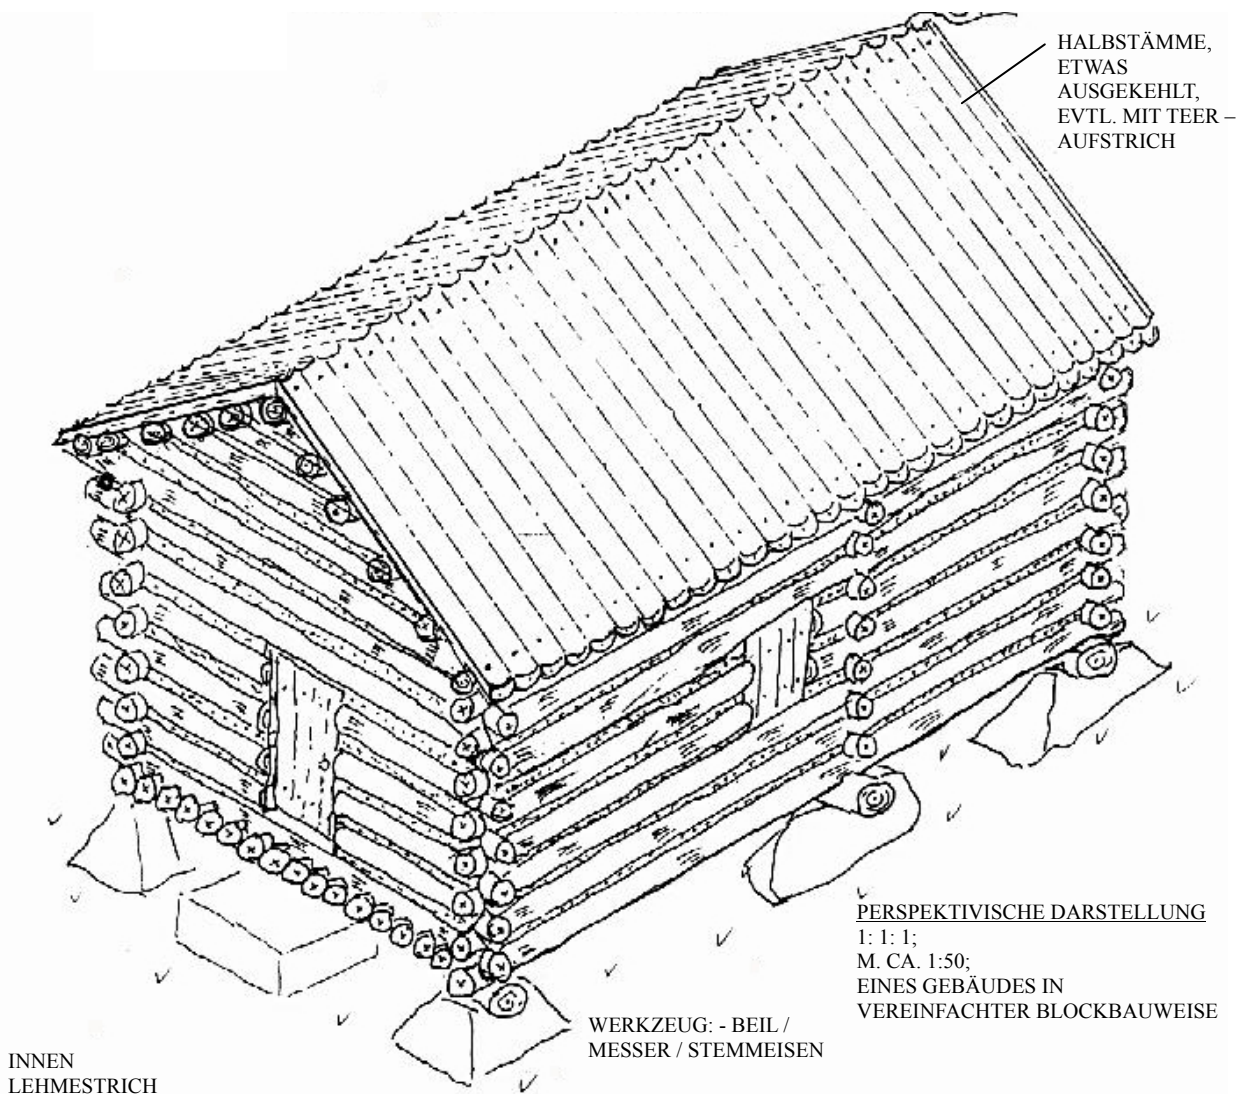 HALBSTÄMME,
ETWAS
AUSGEKEHLT,
EVTL. MIT TEER –
AUFSTRICH
PERSPEKTIVISCHE DARSTELLUNG
1: 1: 1;
M. CA. 1:50;
EINES GEBÄUDES IN
VEREINFACHTER BLOCKBAUWEISE
WERKZEUG: - BEIL /
MESSER / STEMMEISEN
INNEN
LEHMESTRICH